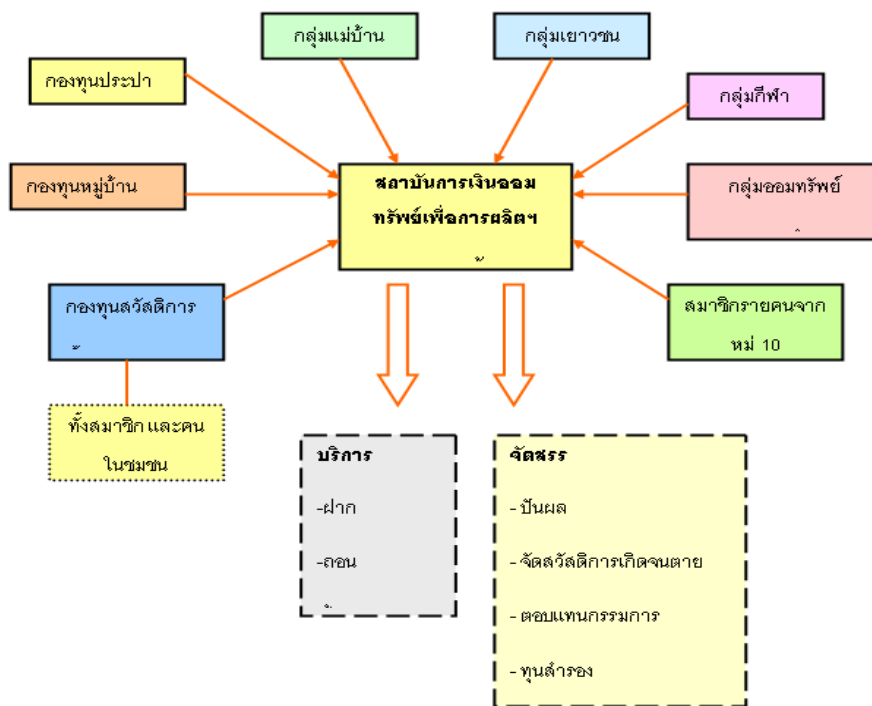 กลุ่มแม่บ้าน
กลุ่มเยาวชน
กองทุนประปา
กลุ่มกีฬา
กองทุนหมู่บ้าน
สถาบันการเงินออม
ทรัพย์เพื่อการผลิตฯ
กลุ่มออมทรัพย์
กองทุนสวัสดิการ
สมาชิกรายคนจาก
หมู่ 10
ทั้งสมาชิก และคน
ในชุมชน
บริการ
-ฝาก
-ถอน
จัดสรร
- ปันผล
- จัดสวัสดิการเกิดจนตาย
- ตอบแทนกรรมการ
- ทุนสำรอง